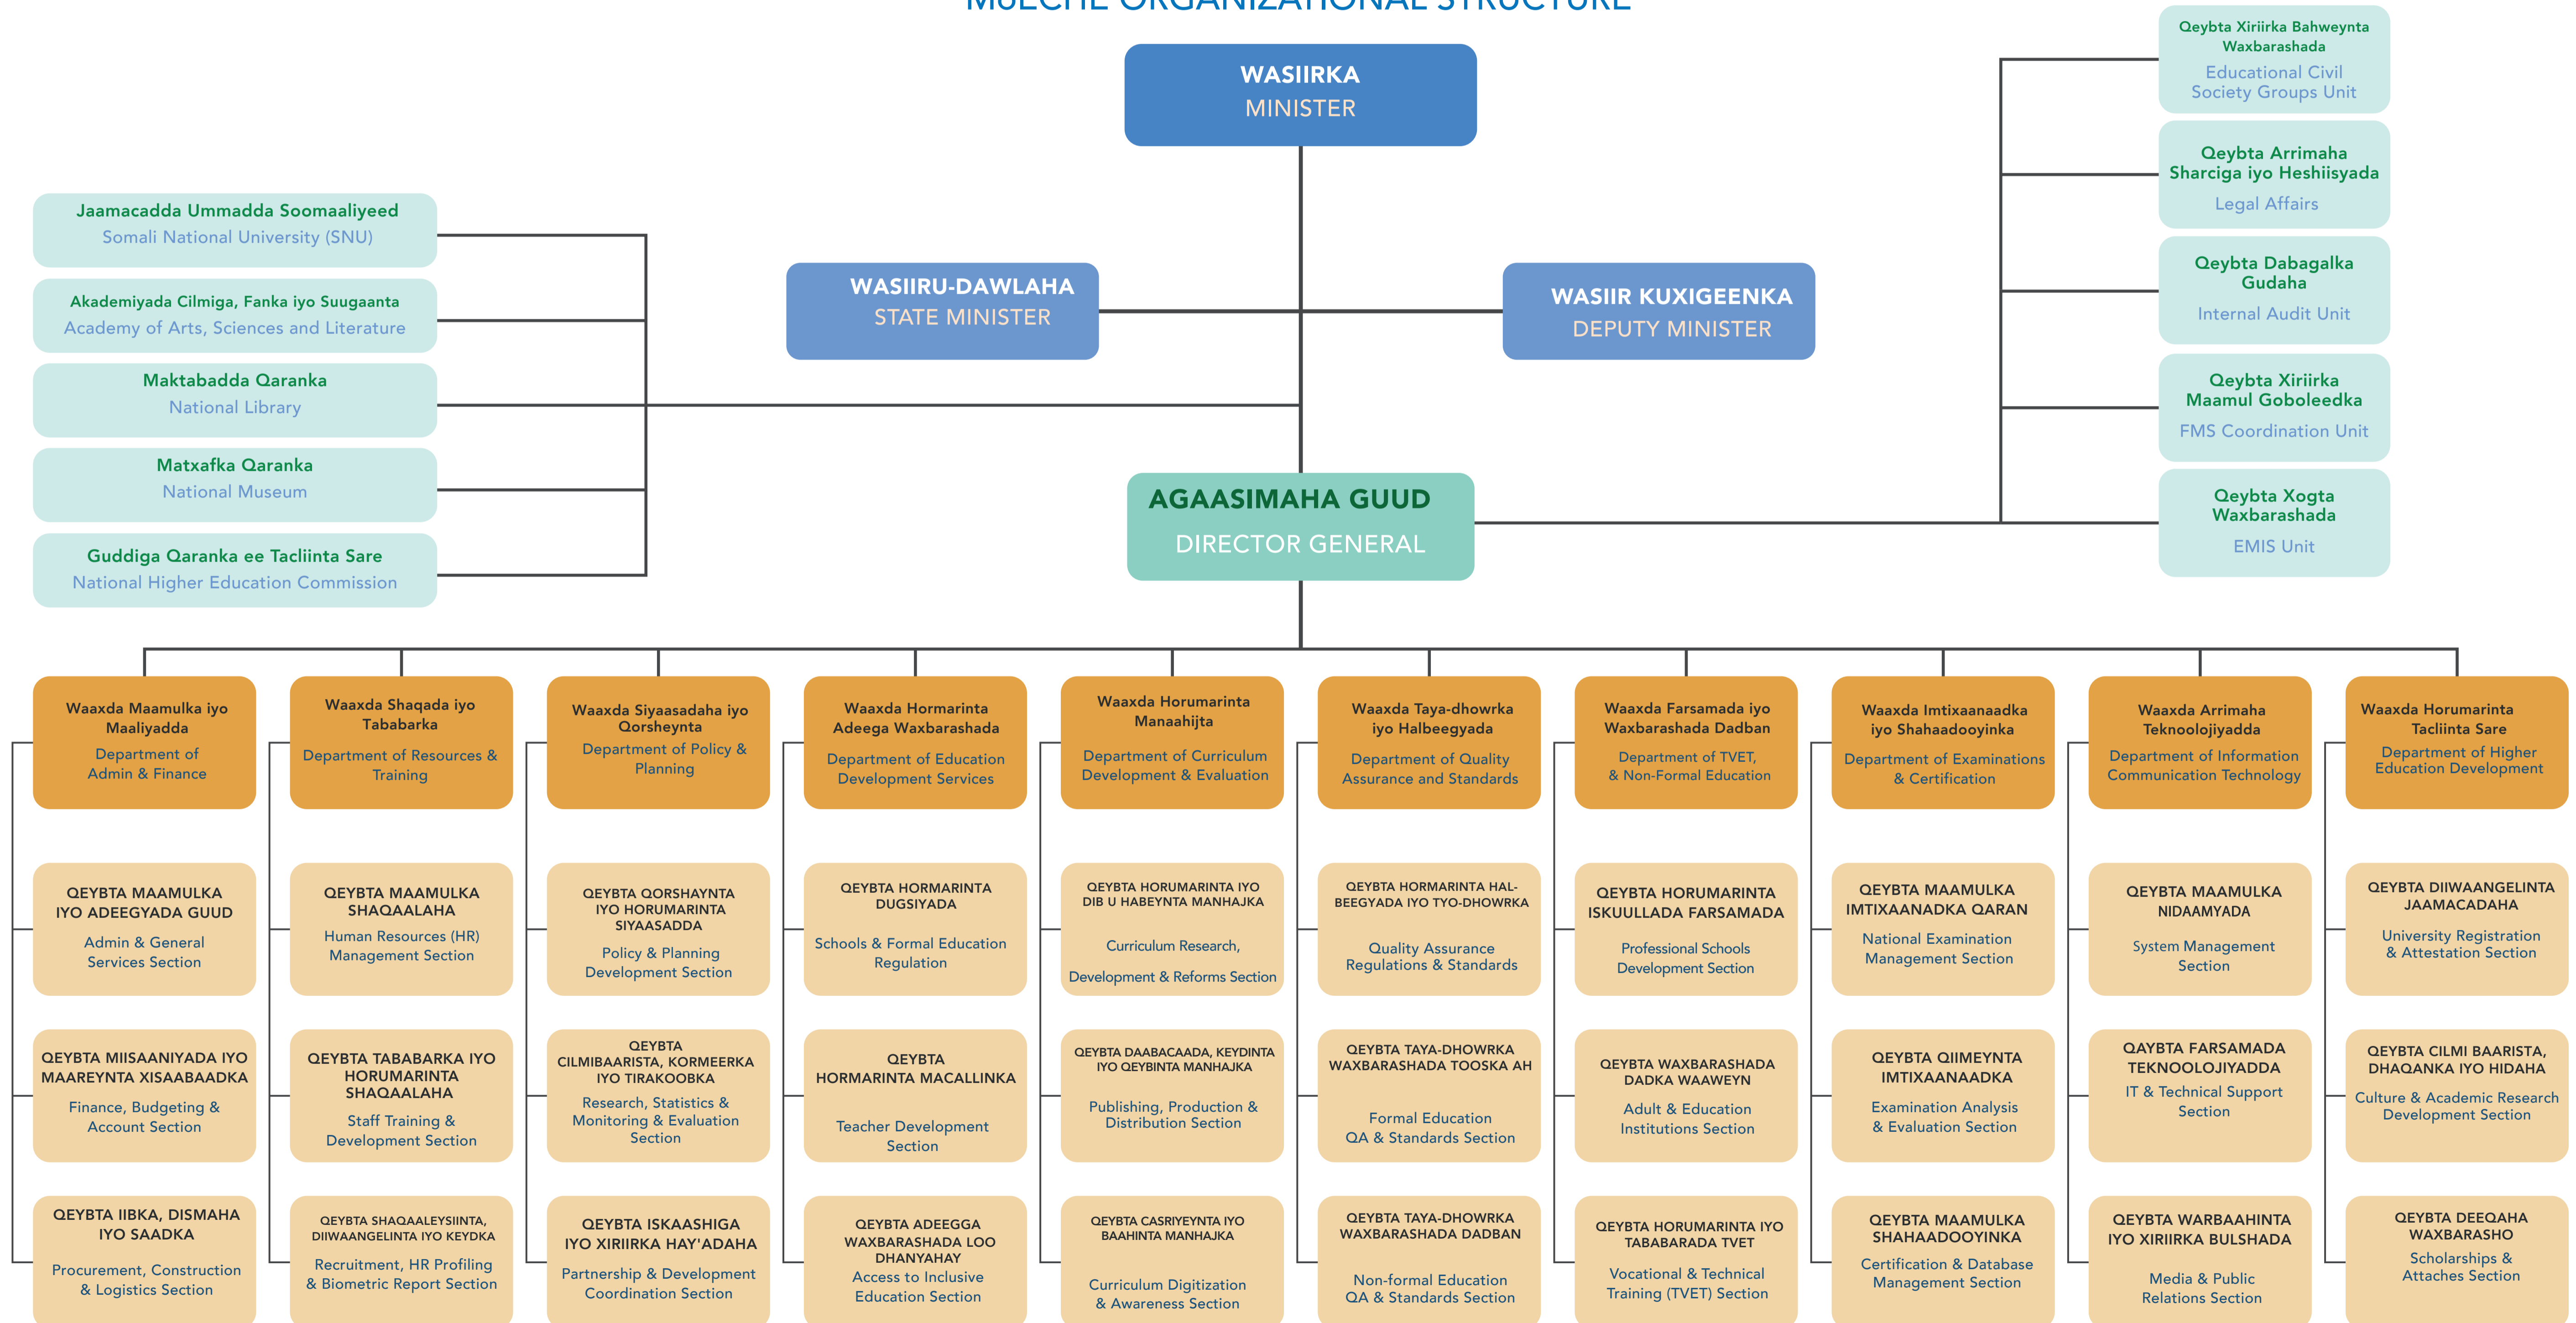 MoECHE ORGANIZATIONAL STRUCTURE
WASIIRKA
MINISTER
WASIIRU-DAWLAHA
STATE MINISTER
WASIIR KUXIGEENKA
DEPUTY MINISTER
Jaamacadda Ummadda Soomaaliyeed
Somali National University (SNU)
Akademiyada Cilmiga, Fanka iyo Suugaanta
Academy of Arts, Sciences and Literature
Maktabadda Qaranka
National Library
Matxafka Qaranka
National Museum
Guddiga Qaranka ee Tacliinta Sare
National Higher Education Commission
Qeybta Xiriirka Bahweynta
Waxbarashada
Educational Civil
Society Groups Unit
Qeybta Arrimaha
Sharciga iyo Heshiisyada
Legal Affairs
Qeybta Dabagalka
Gudaha
Internal Audit Unit
Qeybta Xiriirka
Maamul Goboleedka
FMS Coordination Unit
Qeybta Xogta
Waxbarashada
EMIS Unit
AGAASIMAHA GUUD
DIRECTOR GENERAL
Waaxda Maamulka iyo
Maaliyadda
Department of
Admin & Finance
Waaxda Shaqada iyo
Tababarka
Department of Resources &
Training
Waaxda Siyaasadaha iyo
Qorsheynta
Department of Policy &
Planning
Waaxda Hormarinta
Adeega Waxbarashada
Department of Education
Development Services
Waaxda Horumarinta
Manaahijta
Department of Curriculum
Development & Evaluation
Waaxda Taya-dhowrka
iyo Halbeegyada
Department of Quality
Assurance and Standards
Waaxda Farsamada iyo
Waxbarashada Dadban
Department of TVET,
& Non-Formal Education
Waaxda Imtixaanaadka
iyo Shahaadooyinka
Department of Examinations
& Certification
Waaxda Arrimaha
Teknoolojiyadda
Department of Information
Communication Technology
Waaxda Horumarinta
Tacliinta Sare
Department of Higher
Education Development
QEYBTA MAAMULKA
IYO ADEEGYADA GUUD
Admin & General
Services Section
QEYBTA MAAMULKA
SHAQAALAHA
Human Resources (HR)
Management Section
QEYBTA QORSHAYNTA
IYO HORUMARINTA
SIYAASADDA
Policy & Planning
Development Section
QEYBTA HORMARINTA
DUGSIYADA
Schools & Formal Education
Regulation
QEYBTA HORUMARINTA IYO
DIB U HABEYNTA MANHAJKA
Curriculum Research,
Development & Reforms Section
QEYBTA HORMARINTA HAL-
BEEGYADA IYO TYO-DHOWRKA
Quality Assurance
Regulations & Standards
QEYBTA HORUMARINTA
ISKUULLADA FARSAMADA
Professional Schools
Development Section
QEYBTA MAAMULKA
IMTIXAANADKA QARAN
National Examination
Management Section
QEYBTA MAAMULKA
NIDAAMYADA
System Management
Section
QEYBTA DIIWAANGELINTA
JAAMACADAHA
University Registration
& Attestation Section
QEYBTA MIISAANIYADA IYO
MAAREYNTA XISAABAADKA
Finance, Budgeting &
Account Section
QEYBTA TABABARKA IYO
HORUMARINTA
SHAQAALAHA
Staff Training &
Development Section
QEYBTA
CILMIBAARISTA, KORMEERKA
IYO TIRAKOOBKA
Research, Statistics &
Monitoring & Evaluation
Section
QEYBTA
HORMARINTA MACALLINKA
Teacher Development
Section
QEYBTA DAABACAADA, KEYDINTA
IYO QEYBINTA MANHAJKA
Publishing, Production &
Distribution Section
QEYBTA TAYA-DHOWRKA
WAXBARASHADA TOOSKA AH
Formal Education
QA & Standards Section
QEYBTA WAXBARASHADA
DADKA WAAWEYN
Adult & Education
Institutions Section
QEYBTA QIIMEYNTA
IMTIXAANAADKA
Examination Analysis
& Evaluation Section
QAYBTA FARSAMADA
TEKNOOLOJIYADDA
IT & Technical Support
Section
QEYBTA CILMI BAARISTA,
DHAQANKA IYO HIDAHA
Culture & Academic Research
Development Section
QEYBTA IIBKA, DISMAHA
IYO SAADKA
Procurement, Construction
& Logistics Section
QEYBTA SHAQAALEYSIINTA,
DIIWAANGELINTA IYO KEYDKA
Recruitment, HR Profiling
& Biometric Report Section
QEYBTA ISKAASHIGA
IYO XIRIIRKA HAY'ADAHA
Partnership & Development
Coordination Section
QEYBTA ADEEGGA
WAXBARASHADA LOO
DHANYAHAY
Access to Inclusive
Education Section
QEYBTA CASRIYEYNTA IYO
BAAHINTA MANHAJKA
Curriculum Digitization
& Awareness Section
QEYBTA TAYA-DHOWRKA
WAXBARASHADA DADBAN
Non-formal Education
QA & Standards Section
QEYBTA HORUMARINTA IYO
TABABARADA TVET
Vocational & Technical
Training (TVET) Section
QEYBTA MAAMULKA
SHAHAADOOYINKA
Certification & Database
Management Section
QEYBTA WARBAAHINTA
IYO XIRIIRKA BULSHADA
Media & Public
Relations Section
QEYBTA DEEQAHA
WAXBARASHO
Scholarships &
Attaches Section